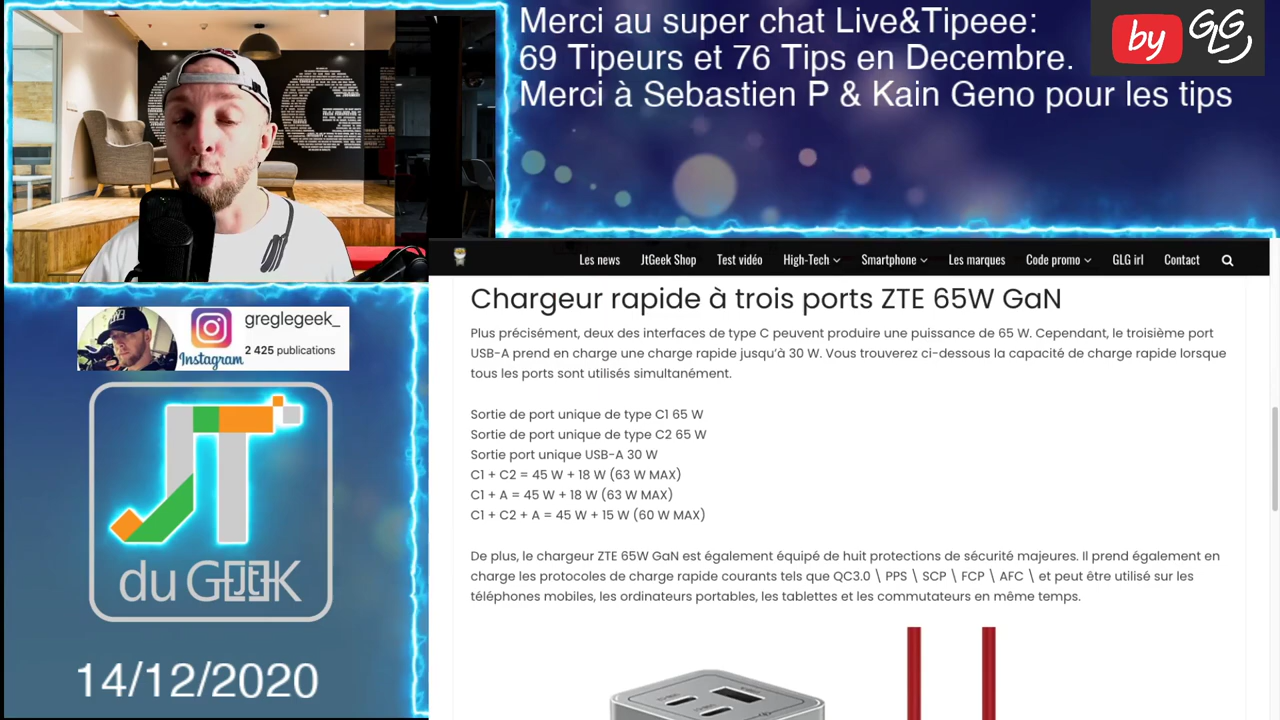 Merci au super chat Live&Tipeee:
69 Tipeurs et 76 Tips en Decembre.
Merci à Sebastien P & Kain Geno pour les tips
by GLG
Les news JtGeek Shop Test vidéo High-Tech Smartphone Les marques Code promo GLG irl Contact
Chargeur rapide à trois ports ZTE 65W GaN
Plus précisément, deux des interfaces de type C peuvent produire une puissance de 65 W. Cependant, le troisième port
USB-A prend en charge une charge rapide jusqu'à 30 W. Vous trouverez ci-dessous la capacité de charge rapide lorsque
tous les ports sont utilisés simultanément.
Sortie de port unique de type C1 65 W
Sortie de port unique de type C2 65 W
Sortie port unique USB-A 30 W
C1 + C2 = 45 W + 18 W (63 W MAX)
C1 + A = 45 W + 18 W (63 W MAX)
C1 + C2 + A = 45 W + 15 W (60 W MAX)
De plus, le chargeur ZTE 65W GaN est également équipé de huit protections de sécurité majeures. Il prend également en
charge les protocoles de charge rapide courants tels que QC3.0 \ PPS \ SCP \ FCP \ AFC \ et peut être utilisé sur les
téléphones mobiles, les ordinateurs portables, les tablettes et les commutateurs en même temps.
greglegeek_
Instagram
2 425 publications
JT
du GEEK
14/12/2020